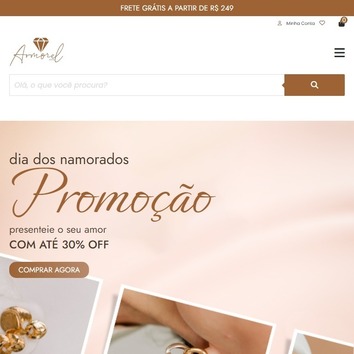 FRETE GRÁTIS A PARTIR DE R$ 249
Minha Conta
0
Armorel
Olá, o que você procura?
dia dos namorados
Promoção
presenteie o seu amor
COM ATÉ 30% OFF
COMPRAR AGORA